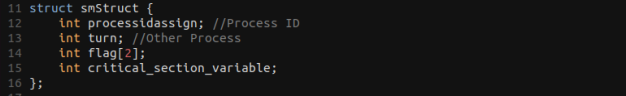 11 struct smStruct {
12     int processidassign; //Process ID
13     int turn; //Other Process
14     int flag[2];
15     int critical_section_variable;
16 };